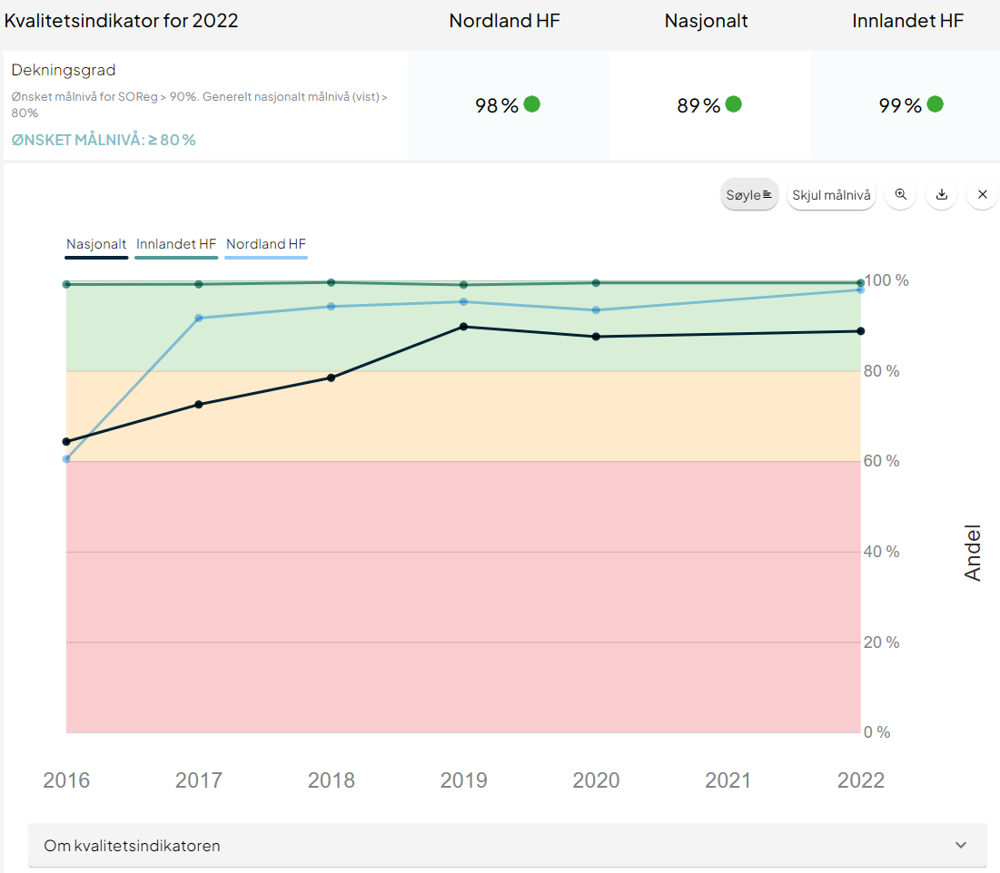 Kvalitetsindikator for 2022 Nordland HF Nasjonalt Innlandet HF
Dekningsgrad
Ønsket målnivå for SOReg > 90%. Generelt nasjonalt målnivå (vist) >
80%
98 % 89 % 99 %
ØNSKET MÅLNIVÅ: ≥ 80 %
Søyle Skjul målnivå
Nasjonalt Innlandet HF Nordland HF
100 %
80 %
60 %
40 %
20 %
0 %
Andel
2016 2017 2018 2019 2020 2021 2022
Om kvalitetsindikatoren